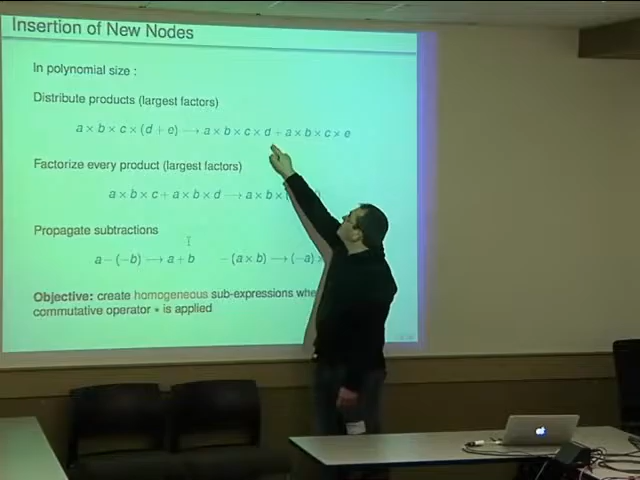 Insertion of New Nodes
In polynomial size :
Distribute products (largest factors)
a × b × c × (d + e) → a × b × c × d + a × b × c × e
Factorize every product (largest factors)
a × b × c + a × b × d → a × b × (
Propagate subtractions
a − (−b) → a + b − (a × b) → (−a) ×
Objective: create homogeneous sub-expressions
commutative operator * is applied